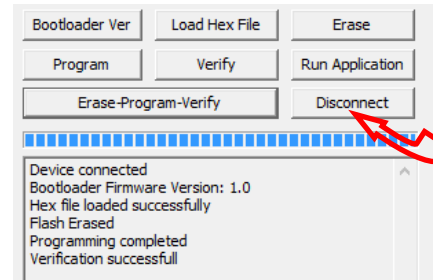 Bootloader Ver Load Hex File Erase
Program Verify Run Application
Erase-Program-Verify Disconnect
Device connected
Bootloader Firmware Version: 1.0
Hex file loaded successfully
Flash Erased
Programming completed
Verification successfull